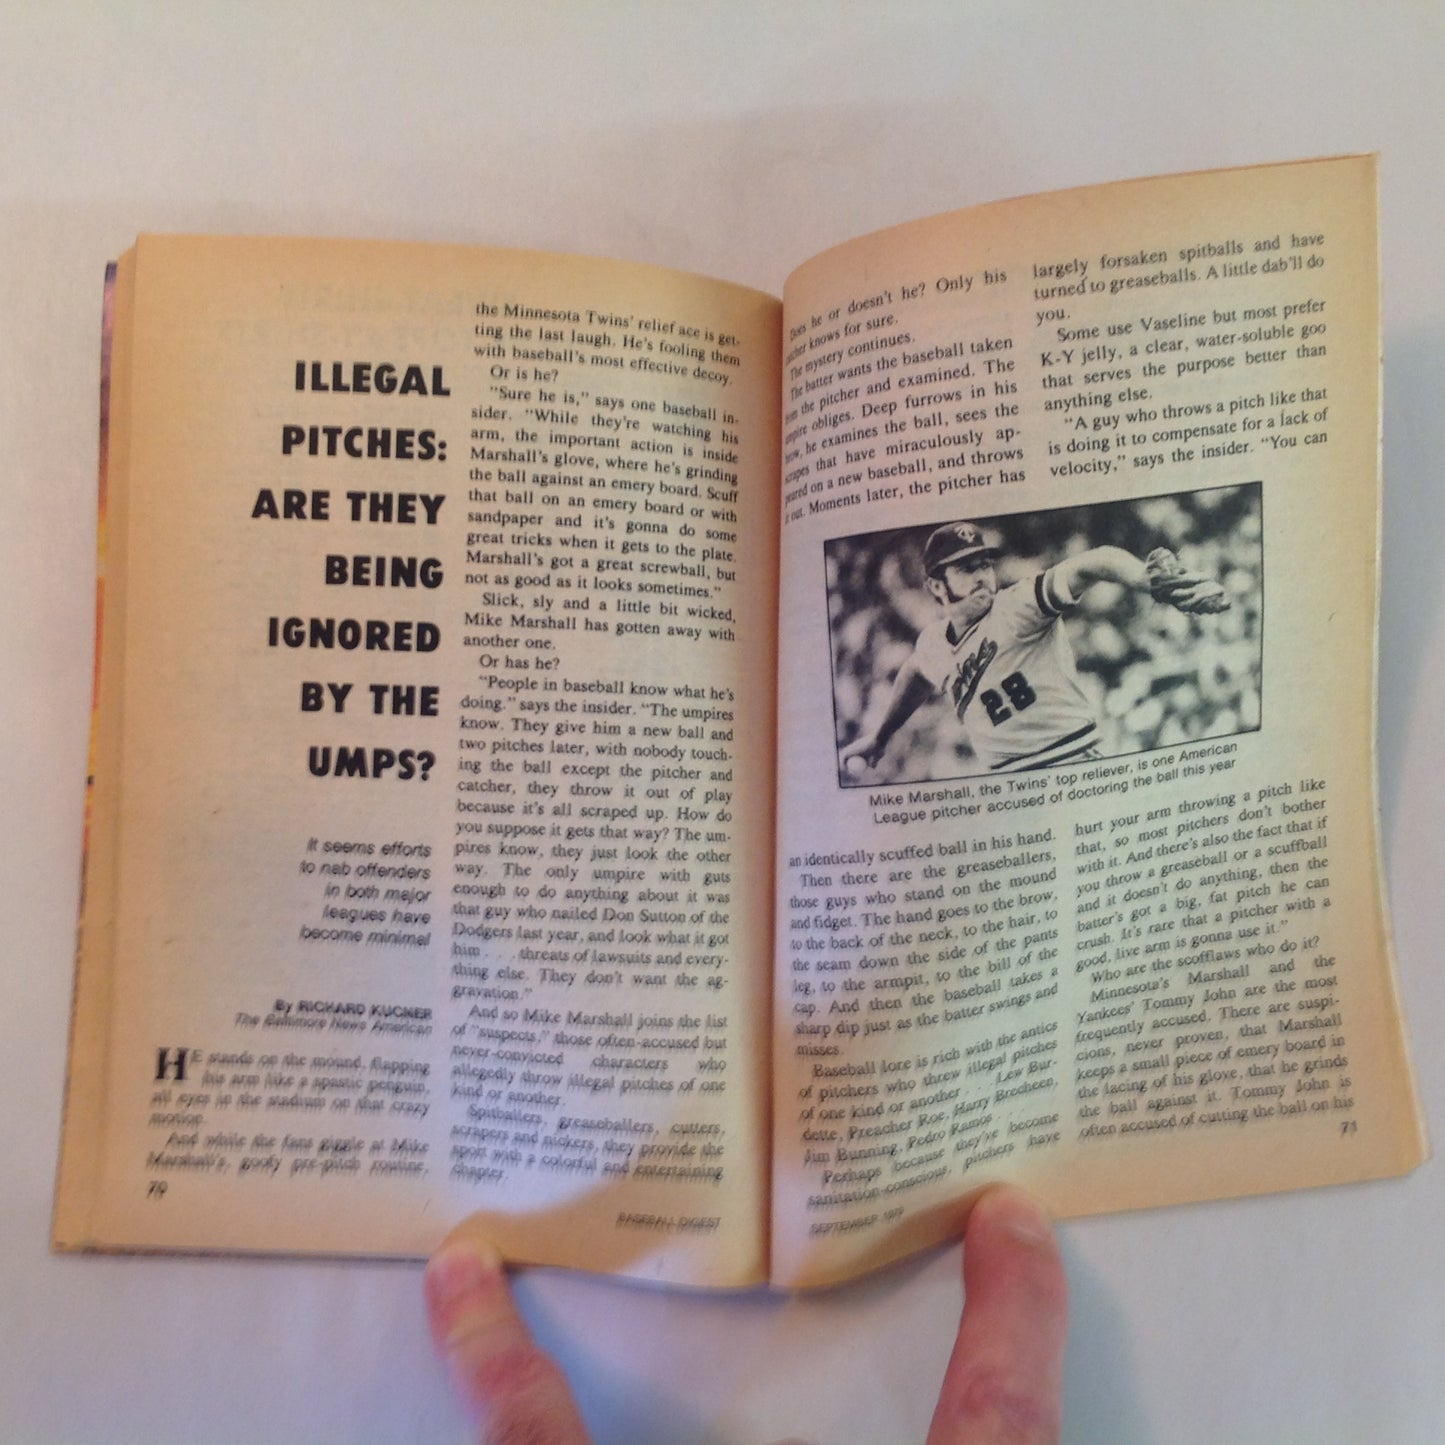 ILLEGAL
PITCHES:
ARE THEY
BEING
IGNORED
BY THE
UMPS?
It seems efforts
to nab offenders
in both major
leagues have
become minimal
By RICHARD KUCNER
The Baltimore News American
HE stands on the mound, flapping
his arm like a spastic penguin,
all eyes in the stadium on that crazy
motion.
And while the fans giggle at Mike
Marshall's, goofy pre-pitch routine,
70
the Minnesota Twins' relief ace is get-
ting the last laugh. He's fooling them
with baseball's most effective decoy.
Or is he?
"Sure he is," says one baseball in-
sider. "While they're watching his
arm, the important action is inside
Marshall's glove, where he's grinding
the ball against an emery board. Scuff
that ball on an emery board or with
sandpaper and it's gonna do some
great tricks when it gets to the plate.
Marshall's got a great screwball, but
not as good as it looks sometimes."
Slick, sly and a little bit wicked,
Mike Marshall has gotten away with
another one.
Or has he?
"People in baseball know what he's
doing." says the insider. "The umpires
know. They give him a new ball and
two pitches later, with nobody touch-
ing the ball except the pitcher and
catcher, they throw it out of play
because it's all scraped up. How do
you suppose it gets that way? The um-
pires know, they just look the other
way. The only umpire with guts
enough to do anything about it was
that guy who nailed Don Sutton of the
Dodgers last year, and look what it got
him . . . threats of lawsuits and every-
thing else. They don't want the ag-
gravation."
And so Mike Marshall joins the list
of "suspects," those often-accused but
never-convicted characters who
allegedly throw illegal pitches of one
kind or another.
Spitballers, greaseballers, cutters,
scrapers and nickers, they provide the
sport with a colorful and entertaining
chapter.
BASEBALL DIGEST
Does he or doesn't he? Only his
catcher knows for sure.
The mystery continues.
The batter wants the baseball taken
from the pitcher and examined. The
umpire obliges. Deep furrows in his
brow, he examines the ball, sees the
scrapes that have miraculously ap-
peared on a new baseball, and throws
it out. Moments later, the pitcher has
largely forsaken spitballs and have
turned to greaseballs. A little dab'll do
you.
Some use Vaseline but most prefer
K-Y jelly, a clear, water-soluble goo
that serves the purpose better than
anything else.
"A guy who throws a pitch like that
is doing it to compensate for a lack of
velocity," says the insider. "You can
Twins
28
Mike Marshall, the Twins' top reliever, is one American
League pitcher accused of doctoring the ball this year
an identically scuffed ball in his hand.
Then there are the greaseballers,
those guys who stand on the mound
and fidget. The hand goes to the brow,
to the back of the neck, to the hair, to
the seam down the side of the pants
leg, to the armpit, to the bill of the
cap. And then the baseball takes a
sharp dip just as the batter swings and
misses.
Baseball lore is rich with the antics
of pitchers who threw illegal pitches
of one kind or another . . . Lew Bur-
dette, Preacher Roe, Harry Brecheen,
Jim Bunning, Pedro Ramos . . .
Perhaps because they've become
sanitation-conscious, pitchers have
SEPTEMBER 1979
hurt your arm throwing a pitch like
that, so most pitchers don't bother
with it. And there's also the fact that if
you throw a greaseball or a scuffball
and it doesn't do anything, then the
batter's got a big, fat pitch he can
crush. It's rare that a pitcher with a
good, live arm is gonna use it."
Who are the scofflaws who do it?
Minnesota's Marshall and the
Yankees' Tommy John are the most
frequently accused. There are suspi-
cions, never proven, that Marshall
keeps a small piece of emery board in
the lacing of his glove, that he grinds
the ball against it. Tommy John is
often accused of cutting the ball on his
71